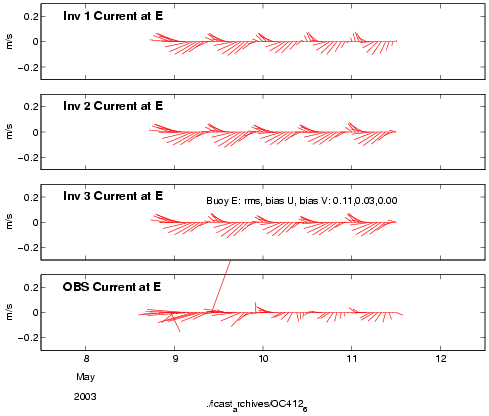 Inv 1 Current at E
0.2
0
−0.2
m/s
Inv 2 Current at E
0.2
0
−0.2
m/s
Inv 3 Current at E
Buoy E: rms, bias U, bias V: 0.11,0.03,0.00
0.2
0
−0.2
m/s
OBS Current at E
0.2
0
−0.2
m/s
8 9 10 11 12
May
2003
../fcast_archives/OC412_6